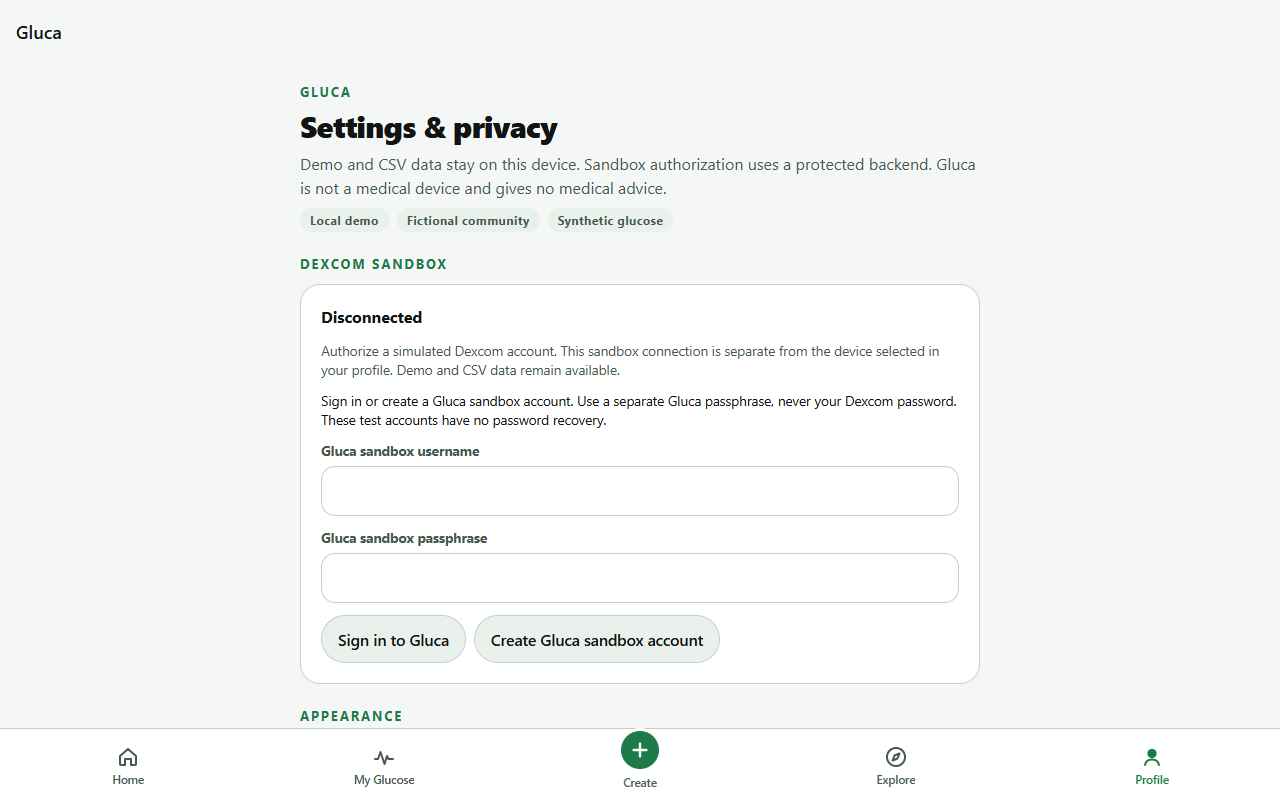 Gluca
GLUCA
Settings & privacy
Demo and CSV data stay on this device. Sandbox authorization uses a protected backend. Gluca
is not a medical device and gives no medical advice.
Local demo
Fictional community
Synthetic glucose
DEXCOM SANDBOX
Disconnected
Authorize a simulated Dexcom account. This sandbox connection is separate from the device selected in
your profile. Demo and CSV data remain available.
Sign in or create a Gluca sandbox account. Use a separate Gluca passphrase, never your Dexcom password.
These test accounts have no password recovery.
Gluca sandbox username
Gluca sandbox passphrase
Sign in to Gluca
Create Gluca sandbox account
APPEARANCE
Home
My Glucose
Create
Explore
Profile